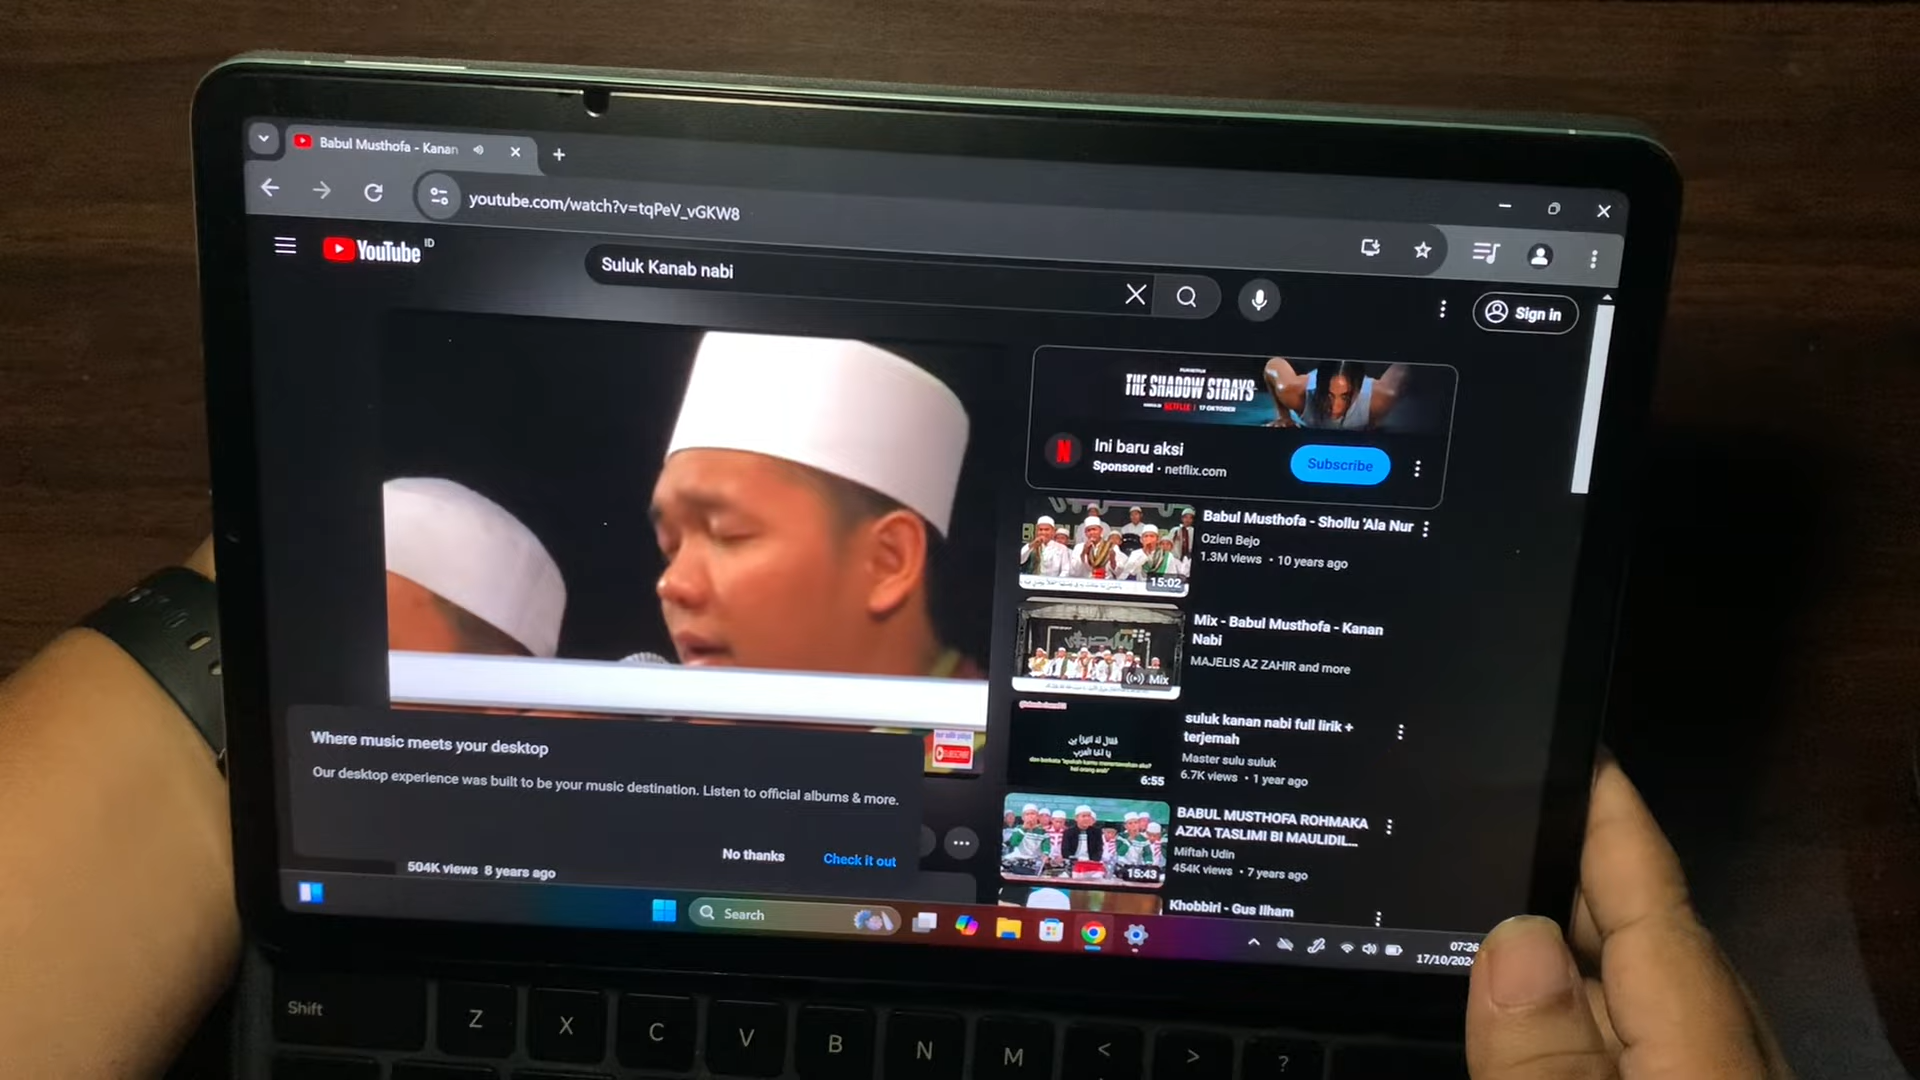 Babul Musthofa - Kanan
youtube.com/watch?v=tqPeV_vGKW8
YouTube ID
Suluk Kanab nabi
Sign in
THE SHADOW STRAYS
NETFLIX | 17 OKTOBER
Ini baru aksi
Sponsored • netflix.com
Subscribe
Babul Musthofa - Shollu 'Ala Nur
Ozien Bejo
1.3M views • 10 years ago
15:02
Mix - Babul Musthofa - Kanan
Nabi
MAJELIS AZ ZAHIR and more
Mix
suluk kanan nabi full lirik +
terjemah
Master sulu suluk
6.7K views • 1 year ago
6:55
BABUL MUSTHOFA ROHMAKA
AZKA TASLIMI BI MAULIDIL...
Miftah Udin
454K views • 7 years ago
15:43
Khobbiri - Gus Ilham
Where music meets your desktop
Our desktop experience was built to be your music destination. Listen to official albums & more.
No thanks
Check it out
504K views 8 years ago
Search
07:26
17/10/2024
Shift
Z
X
C
V
B
N
M
<
>
?